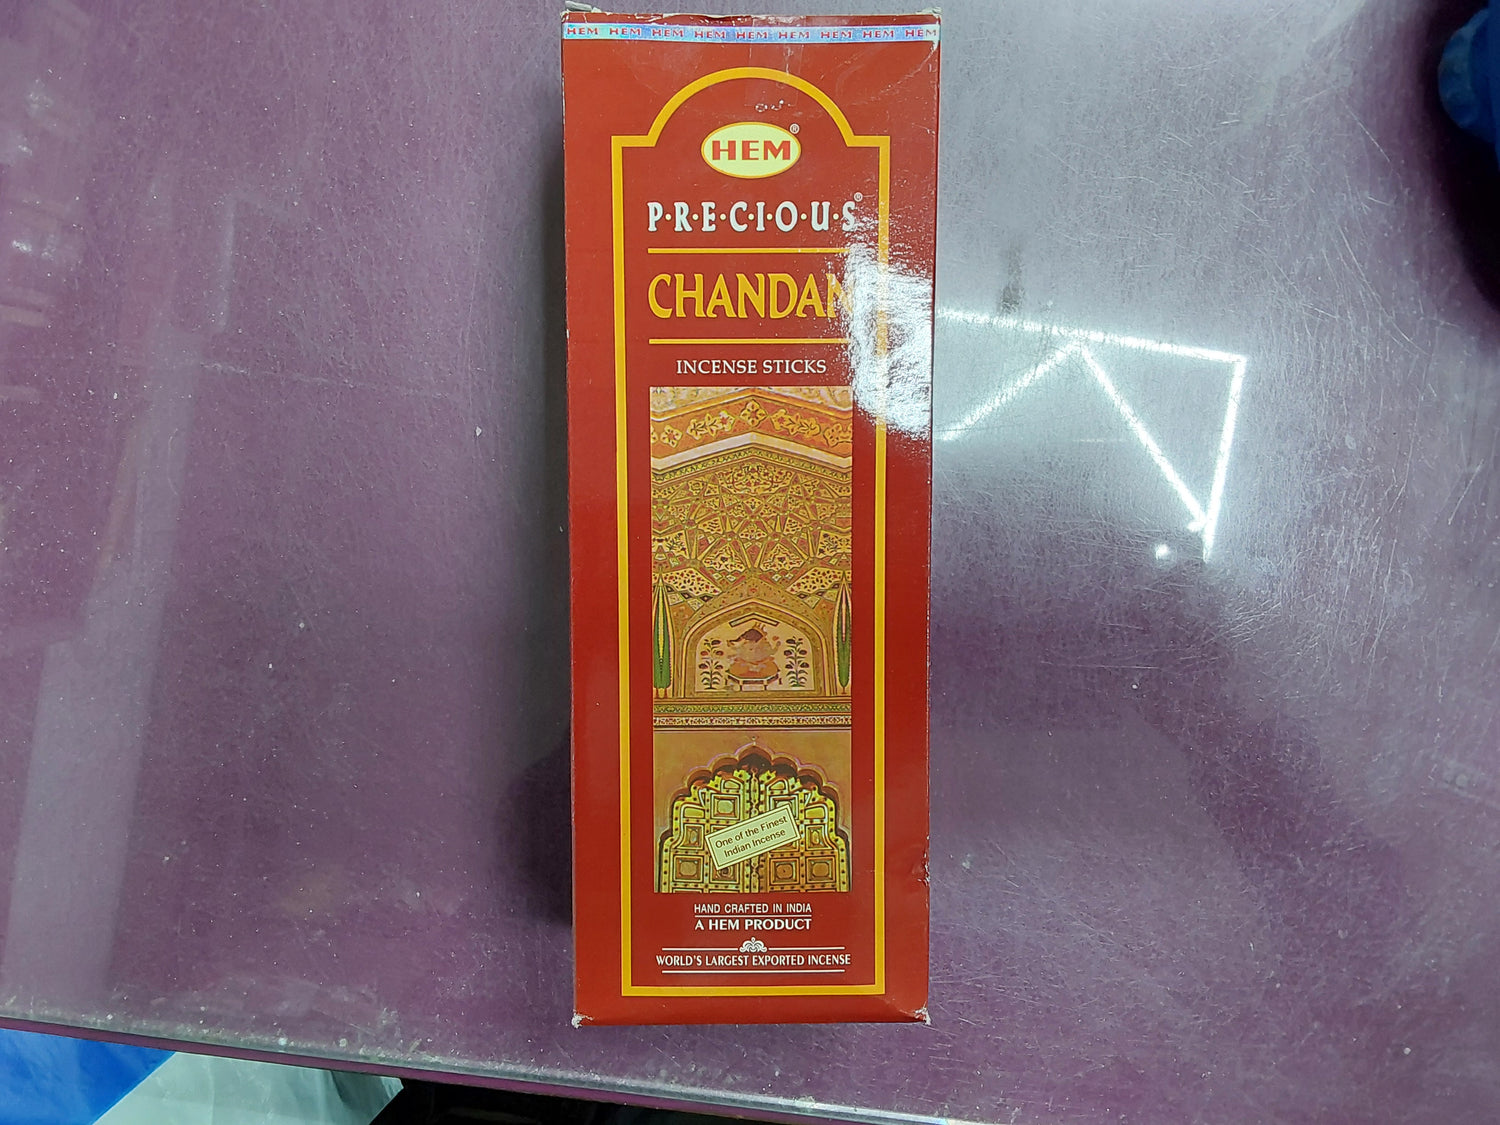 HEM HEM HEM HEM HEM HEM HEM HEM HEM
HEM®
P·R·E·C·I·O·U·S®
CHANDAN
INCENSE STICKS
One of the Finest
Indian Incense
HAND CRAFTED IN INDIA
A HEM PRODUCT
WORLD'S LARGEST EXPORTED INCENSE